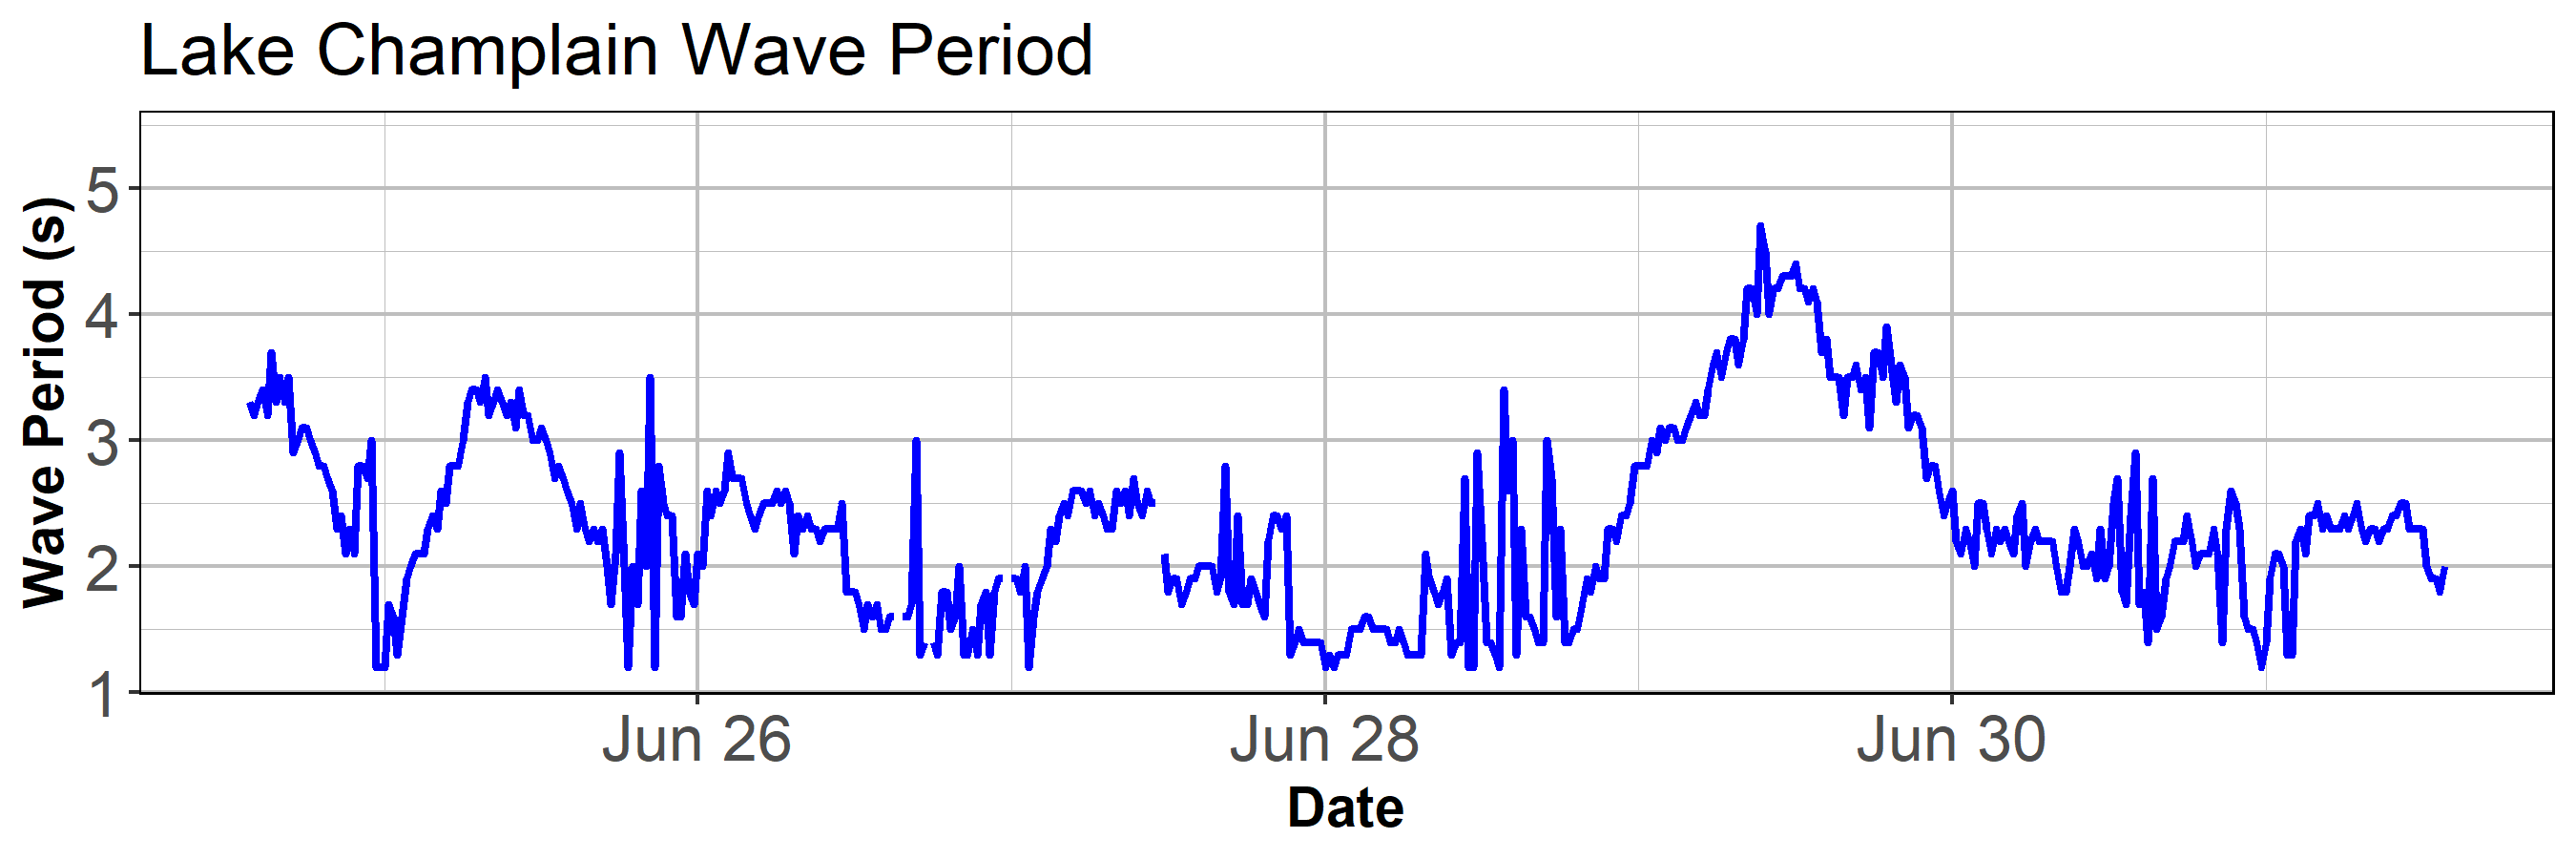 Lake Champlain Wave Period
Wave Period (s)
5
4
3
2
1
Jun 26
Jun 28
Jun 30
Date